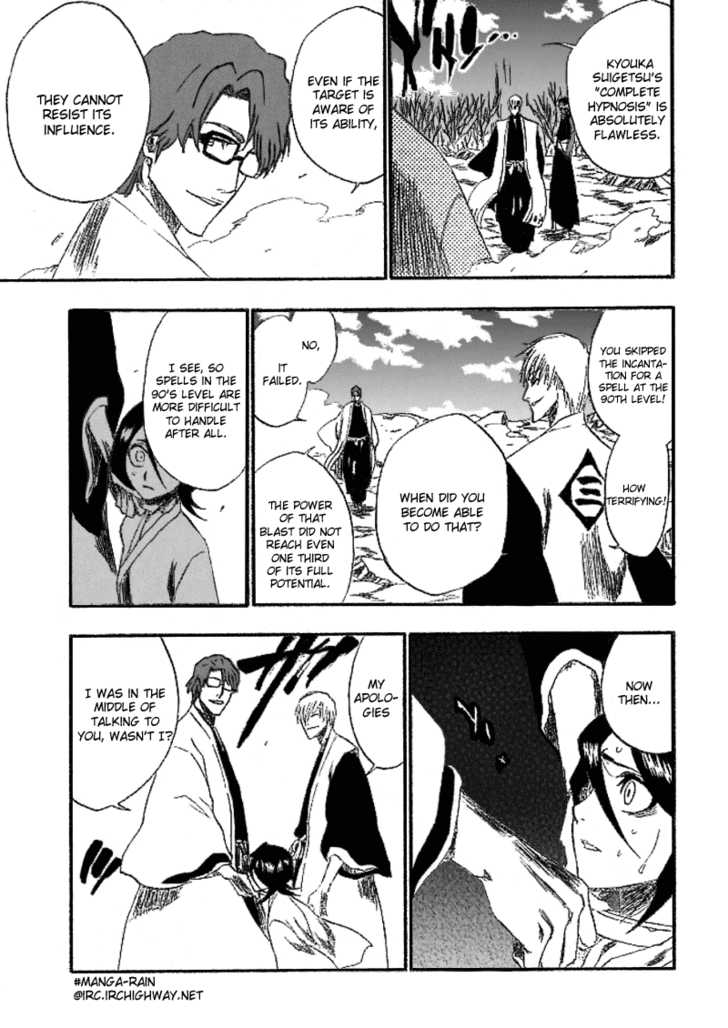 KYOUKA
SUIGETSU'S
"COMPLETE
HYPNOSIS" IS
ABSOLUTELY
FLAWLESS.
EVEN IF THE
TARGET IS
AWARE OF
ITS ABILITY,
THEY CANNOT
RESIST ITS
INFLUENCE.
YOU SKIPPED
THE INCANTA-
TION FOR A
SPELL AT THE
90TH LEVEL!
HOW
TERRIFYING!
WHEN DID YOU
BECOME ABLE
TO DO THAT?
NO,
IT
FAILED.
THE POWER
OF THAT
BLAST DID NOT
REACH EVEN
ONE THIRD
OF ITS FULL
POTENTIAL.
I SEE, SO
SPELLS IN THE
90'S LEVEL ARE
MORE DIFFICULT
TO HANDLE
AFTER ALL.
NOW
THEN...
MY
APOLO-
GIES
I WAS IN THE
MIDDLE OF
TALKING TO
YOU, WASN'T I?
#MANGA-RAIN
@IRC.IRCHIGHWAY.NET